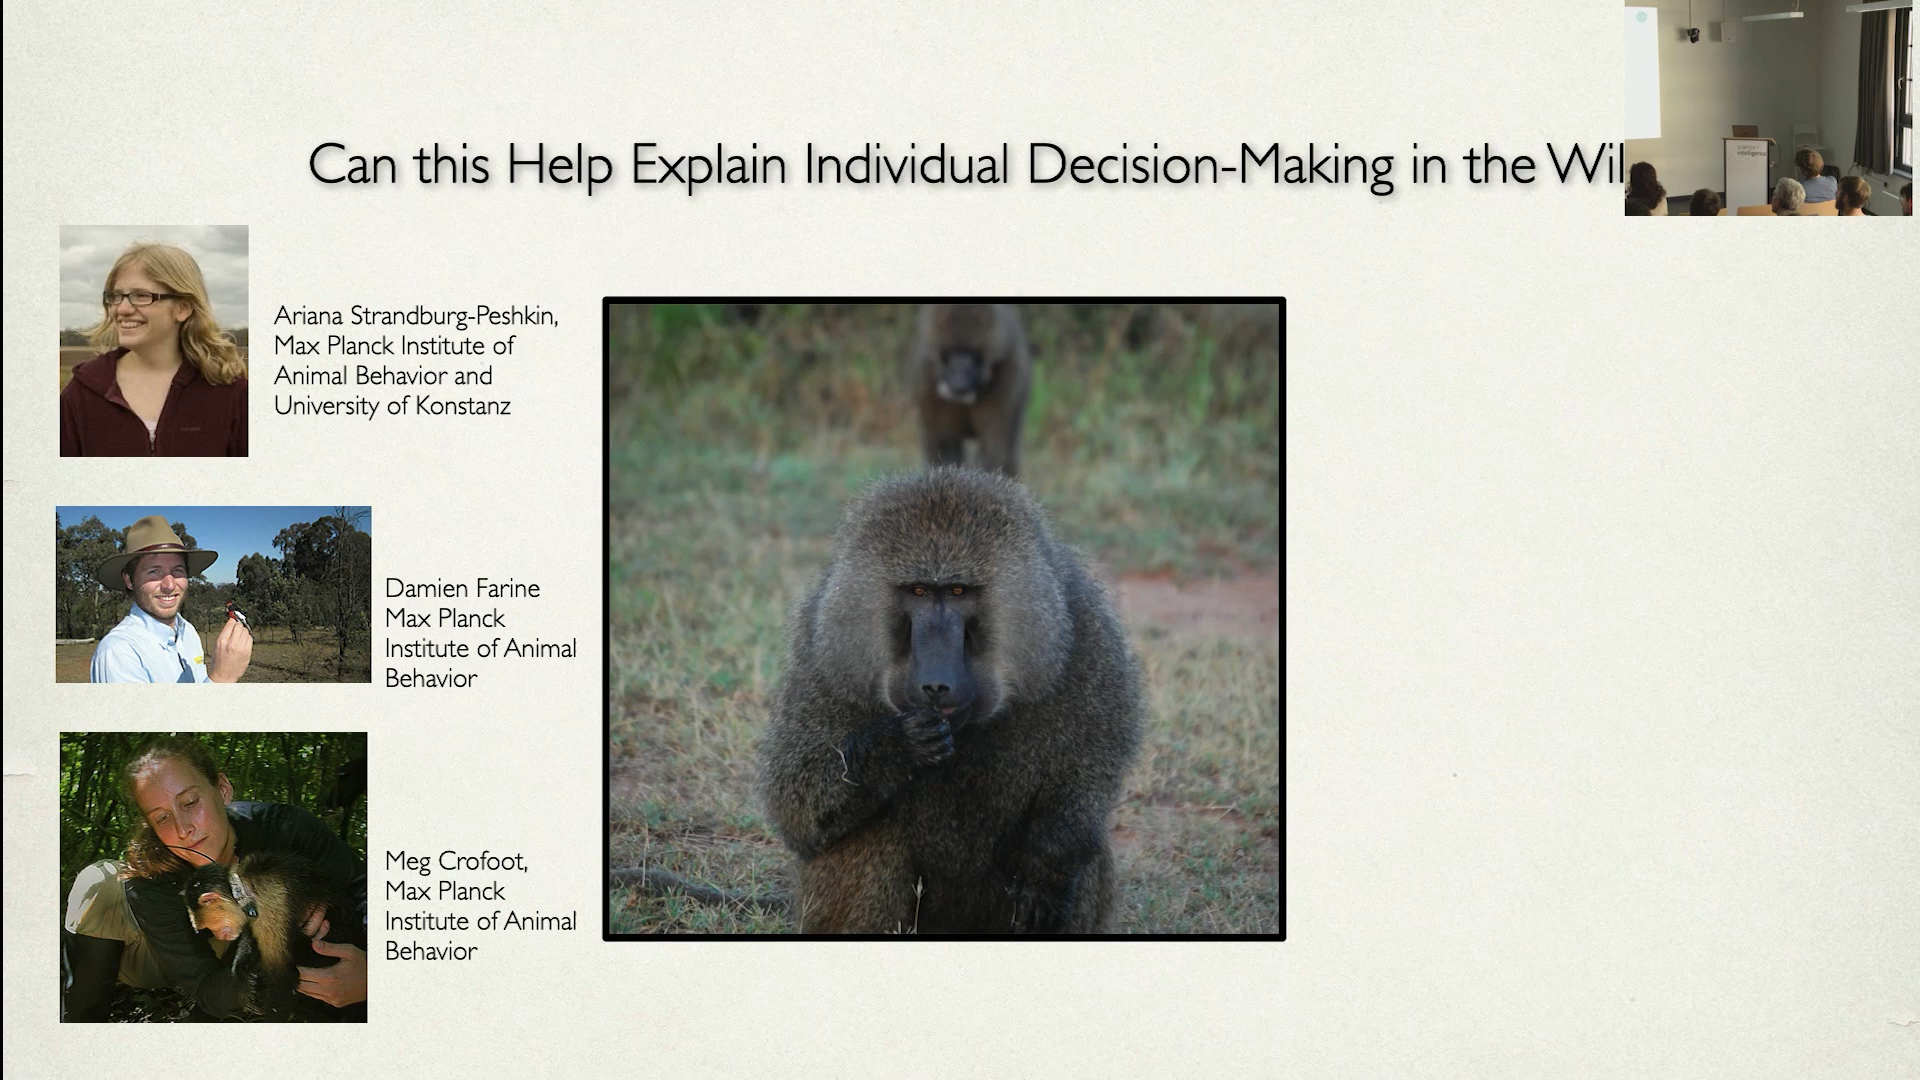 Can this Help Explain Individual Decision-Making in the Wil
Ariana Strandburg-Peshkin,
Max Planck Institute of
Animal Behavior and
University of Konstanz
Damien Farine
Max Planck
Institute of Animal
Behavior
Meg Crofoot,
Max Planck
Institute of Animal
Behavior
intelligence